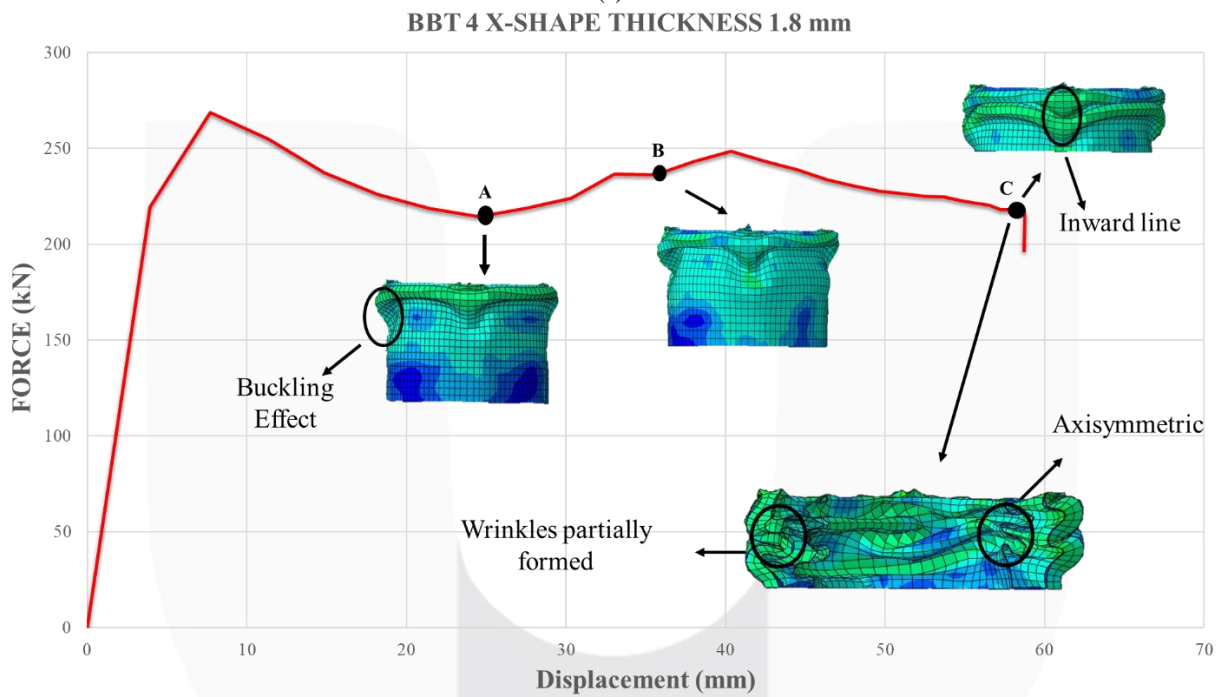 BBT 4 X-SHAPE THICKNESS 1.8 mm
FORCE (kN)
300
250
200
150
100
50
0
A
B
C
Inward line
Buckling
Effect
Axisymmetric
Wrinkles partially
formed
0 10 20 30 40 50 60 70
Displacement (mm)